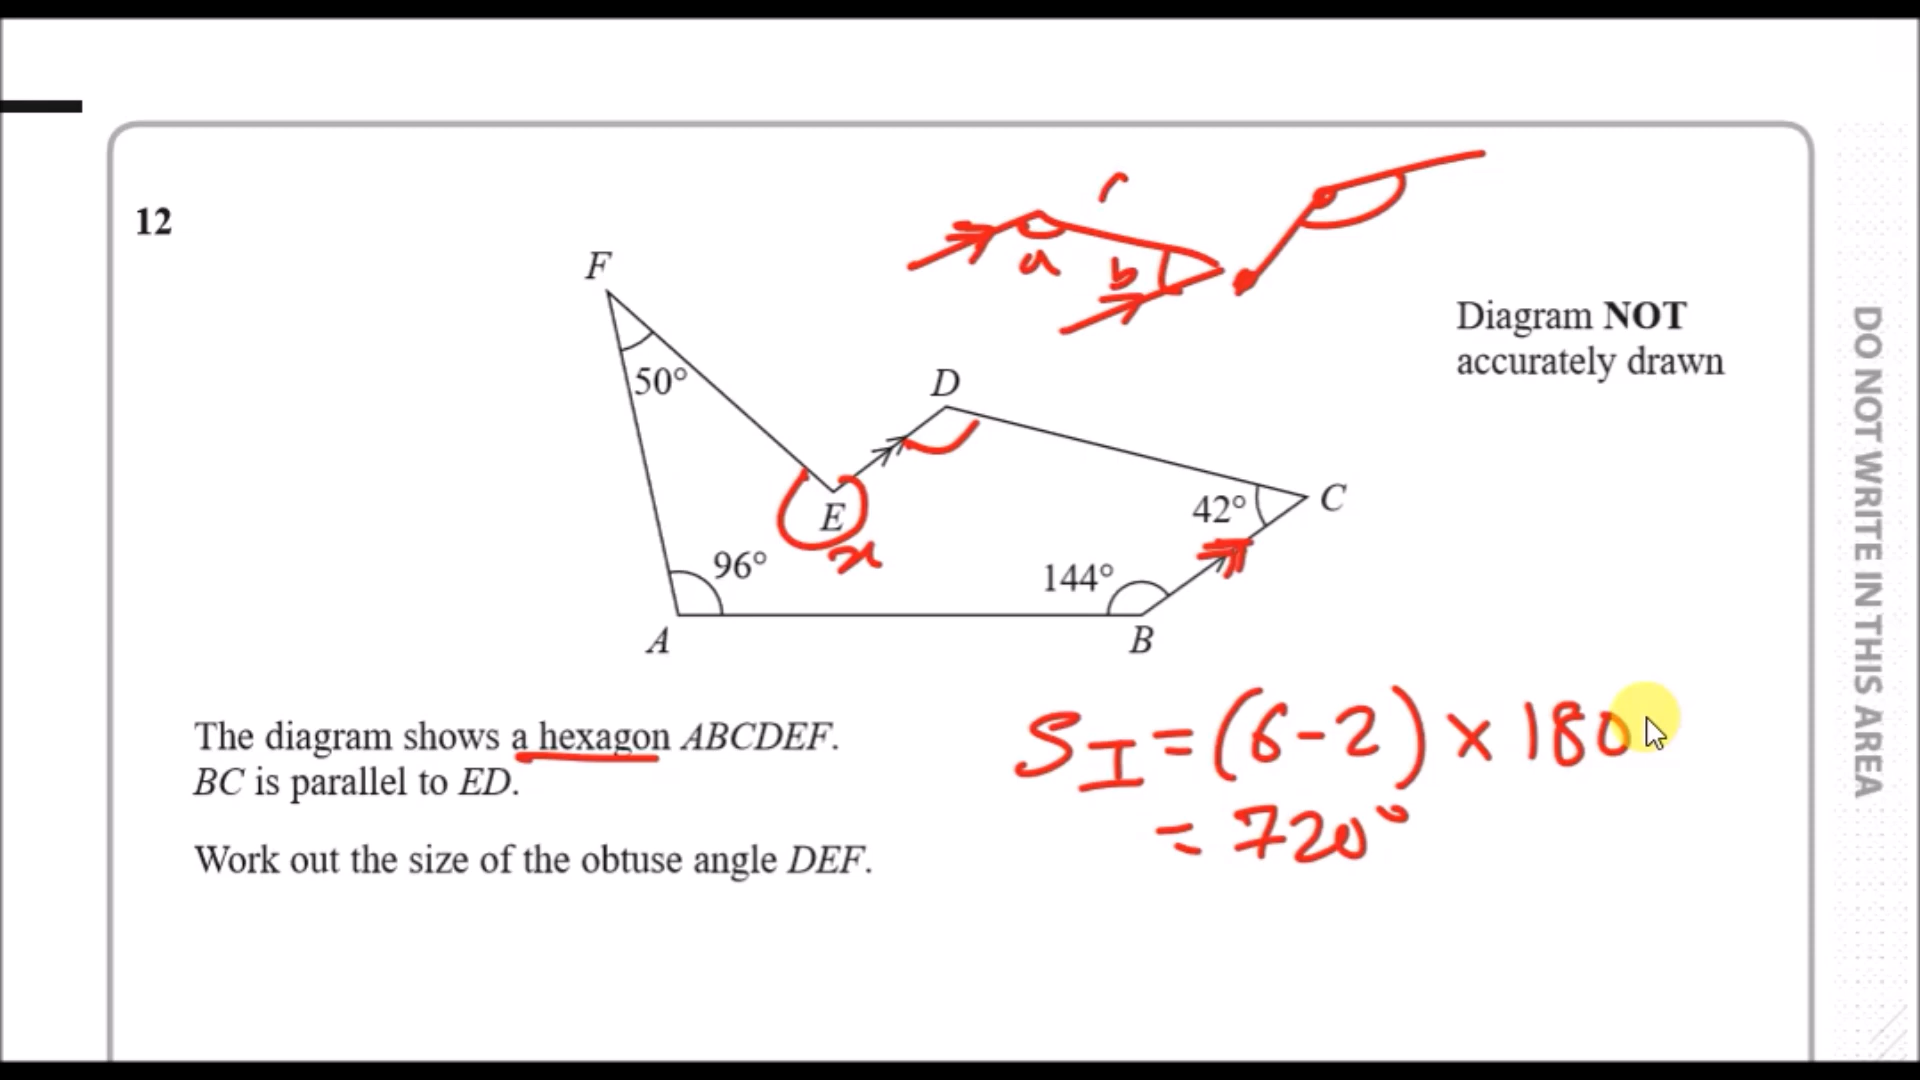 12
F
50°
D
E
x
96°
A
a
b
42°
C
144°
B
Diagram NOT
accurately drawn
The diagram shows a hexagon ABCDEF.
BC is parallel to ED.
Work out the size of the obtuse angle DEF.
S_I = (6-2) × 180
= 720°
DO NOT WRITE IN THIS AREA